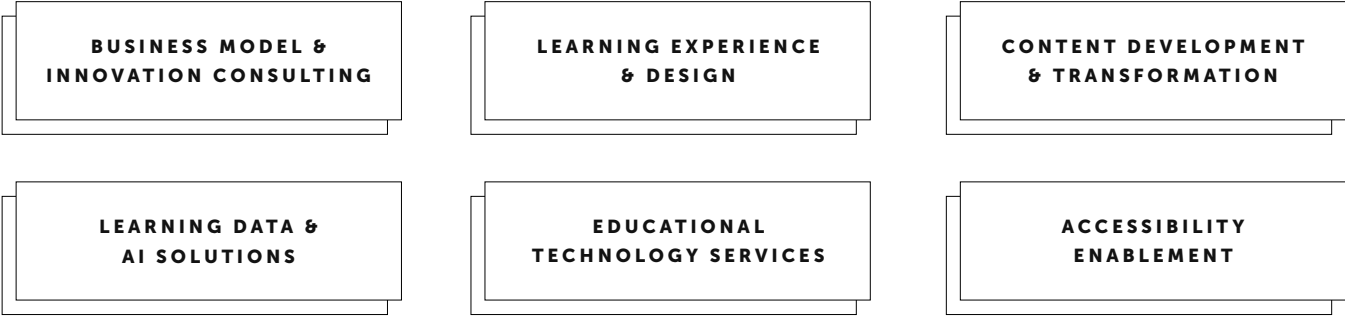 BUSINESS MODEL &
INNOVATION CONSULTING
LEARNING EXPERIENCE
& DESIGN
CONTENT DEVELOPMENT
& TRANSFORMATION
LEARNING DATA &
AI SOLUTIONS
EDUCATIONAL
TECHNOLOGY SERVICES
ACCESSIBILITY
ENABLEMENT